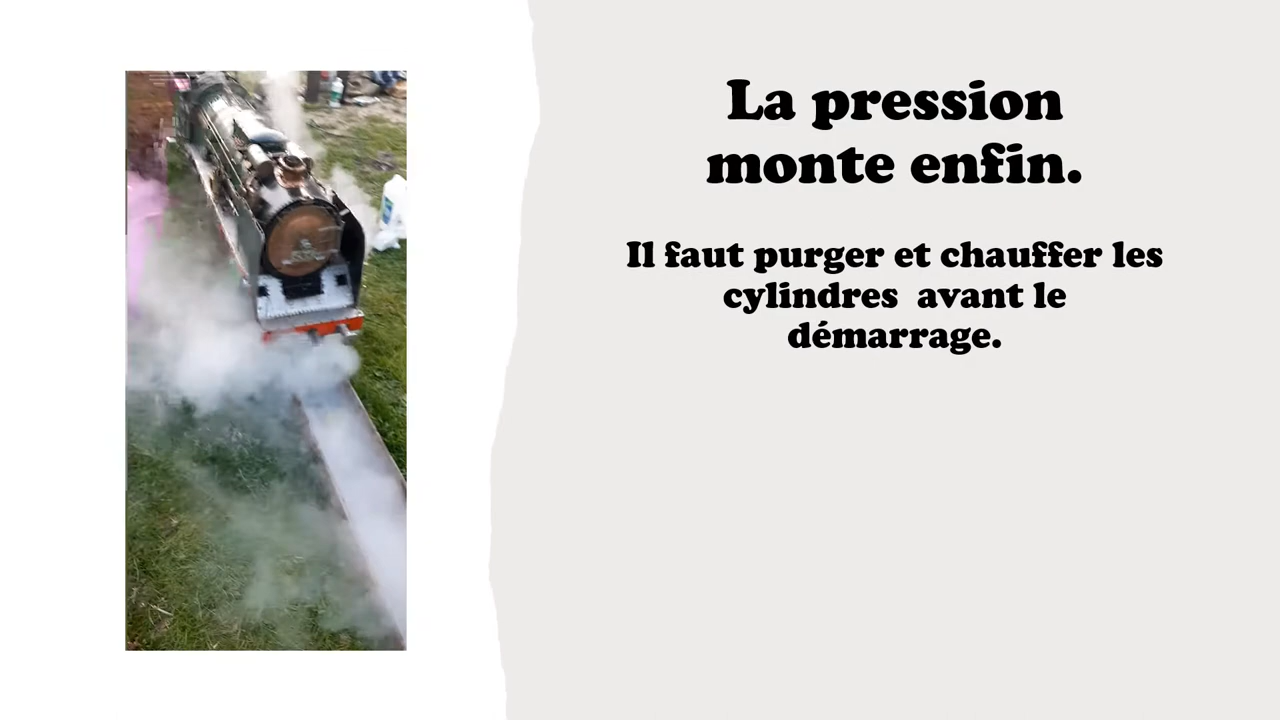 La pression
monte enfin.
Il faut purger et chauffer les
cylindres  avant le
démarrage.